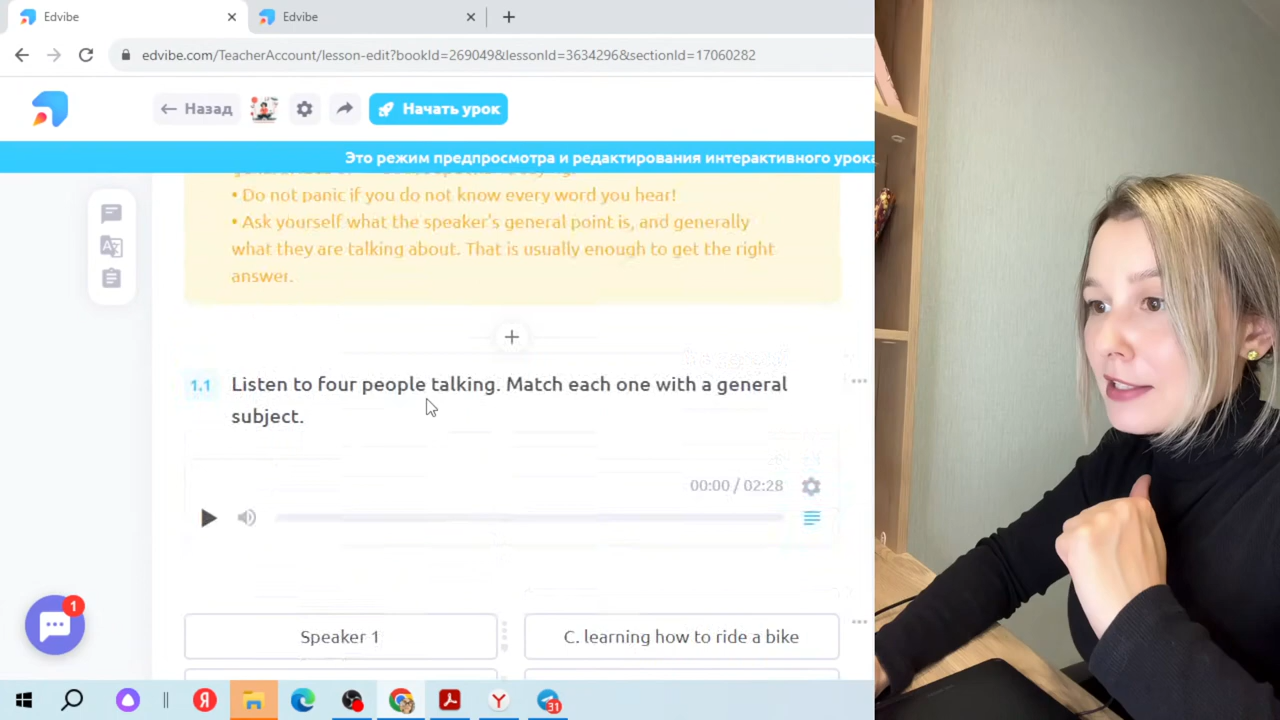 Edvibe
Edvibe
edvibe.com/TeacherAccount/lesson-edit?bookId=269049&lessonId=3634296&sectionId=17060282
Назад
Начать урок
Это режим предпросмотра и редактирования интерактивного урока
• Do not panic if you do not know every word you hear!
• Ask yourself what the speaker's general point is, and generally
what they are talking about. That is usually enough to get the right
answer.
1.1 Listen to four people talking. Match each one with a general
subject.
00:00 / 02:28
Speaker 1
C. learning how to ride a bike
1
31